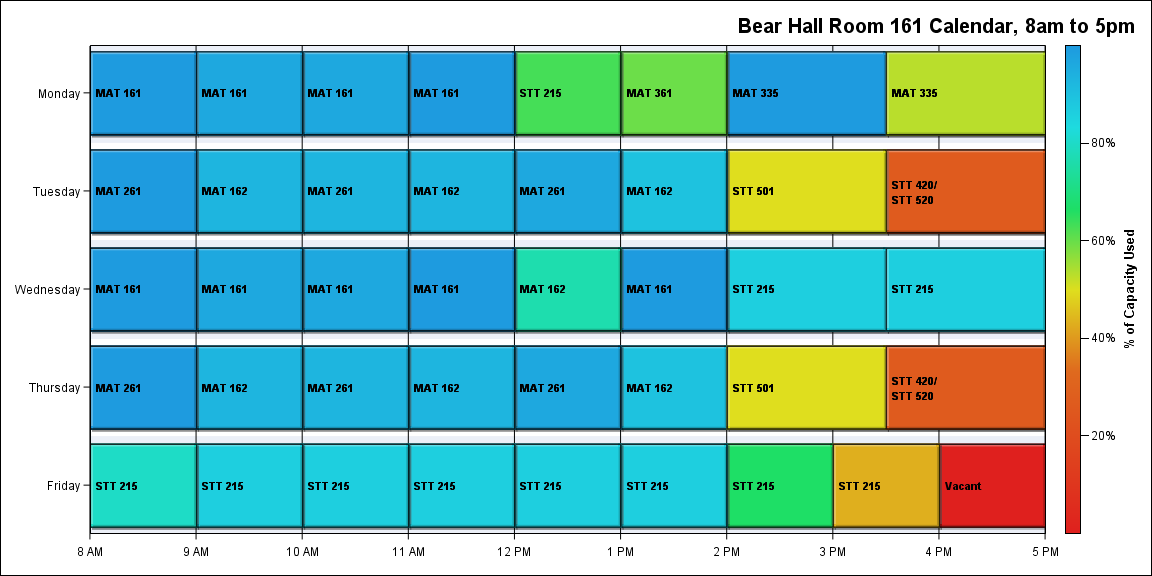 Bear Hall Room 161 Calendar, 8am to 5pm
Monday
MAT 161
MAT 161
MAT 161
MAT 161
STT 215
MAT 361
MAT 335
MAT 335
Tuesday
MAT 261
MAT 162
MAT 261
MAT 162
MAT 261
MAT 162
STT 501
STT 420/
STT 520
Wednesday
MAT 161
MAT 161
MAT 161
MAT 161
MAT 162
MAT 161
STT 215
STT 215
Thursday
MAT 261
MAT 162
MAT 261
MAT 162
MAT 261
MAT 162
STT 501
STT 420/
STT 520
Friday
STT 215
STT 215
STT 215
STT 215
STT 215
STT 215
STT 215
STT 215
Vacant
8 AM
9 AM
10 AM
11 AM
12 PM
1 PM
2 PM
3 PM
4 PM
5 PM
80%
60%
40%
20%
% of Capacity Used